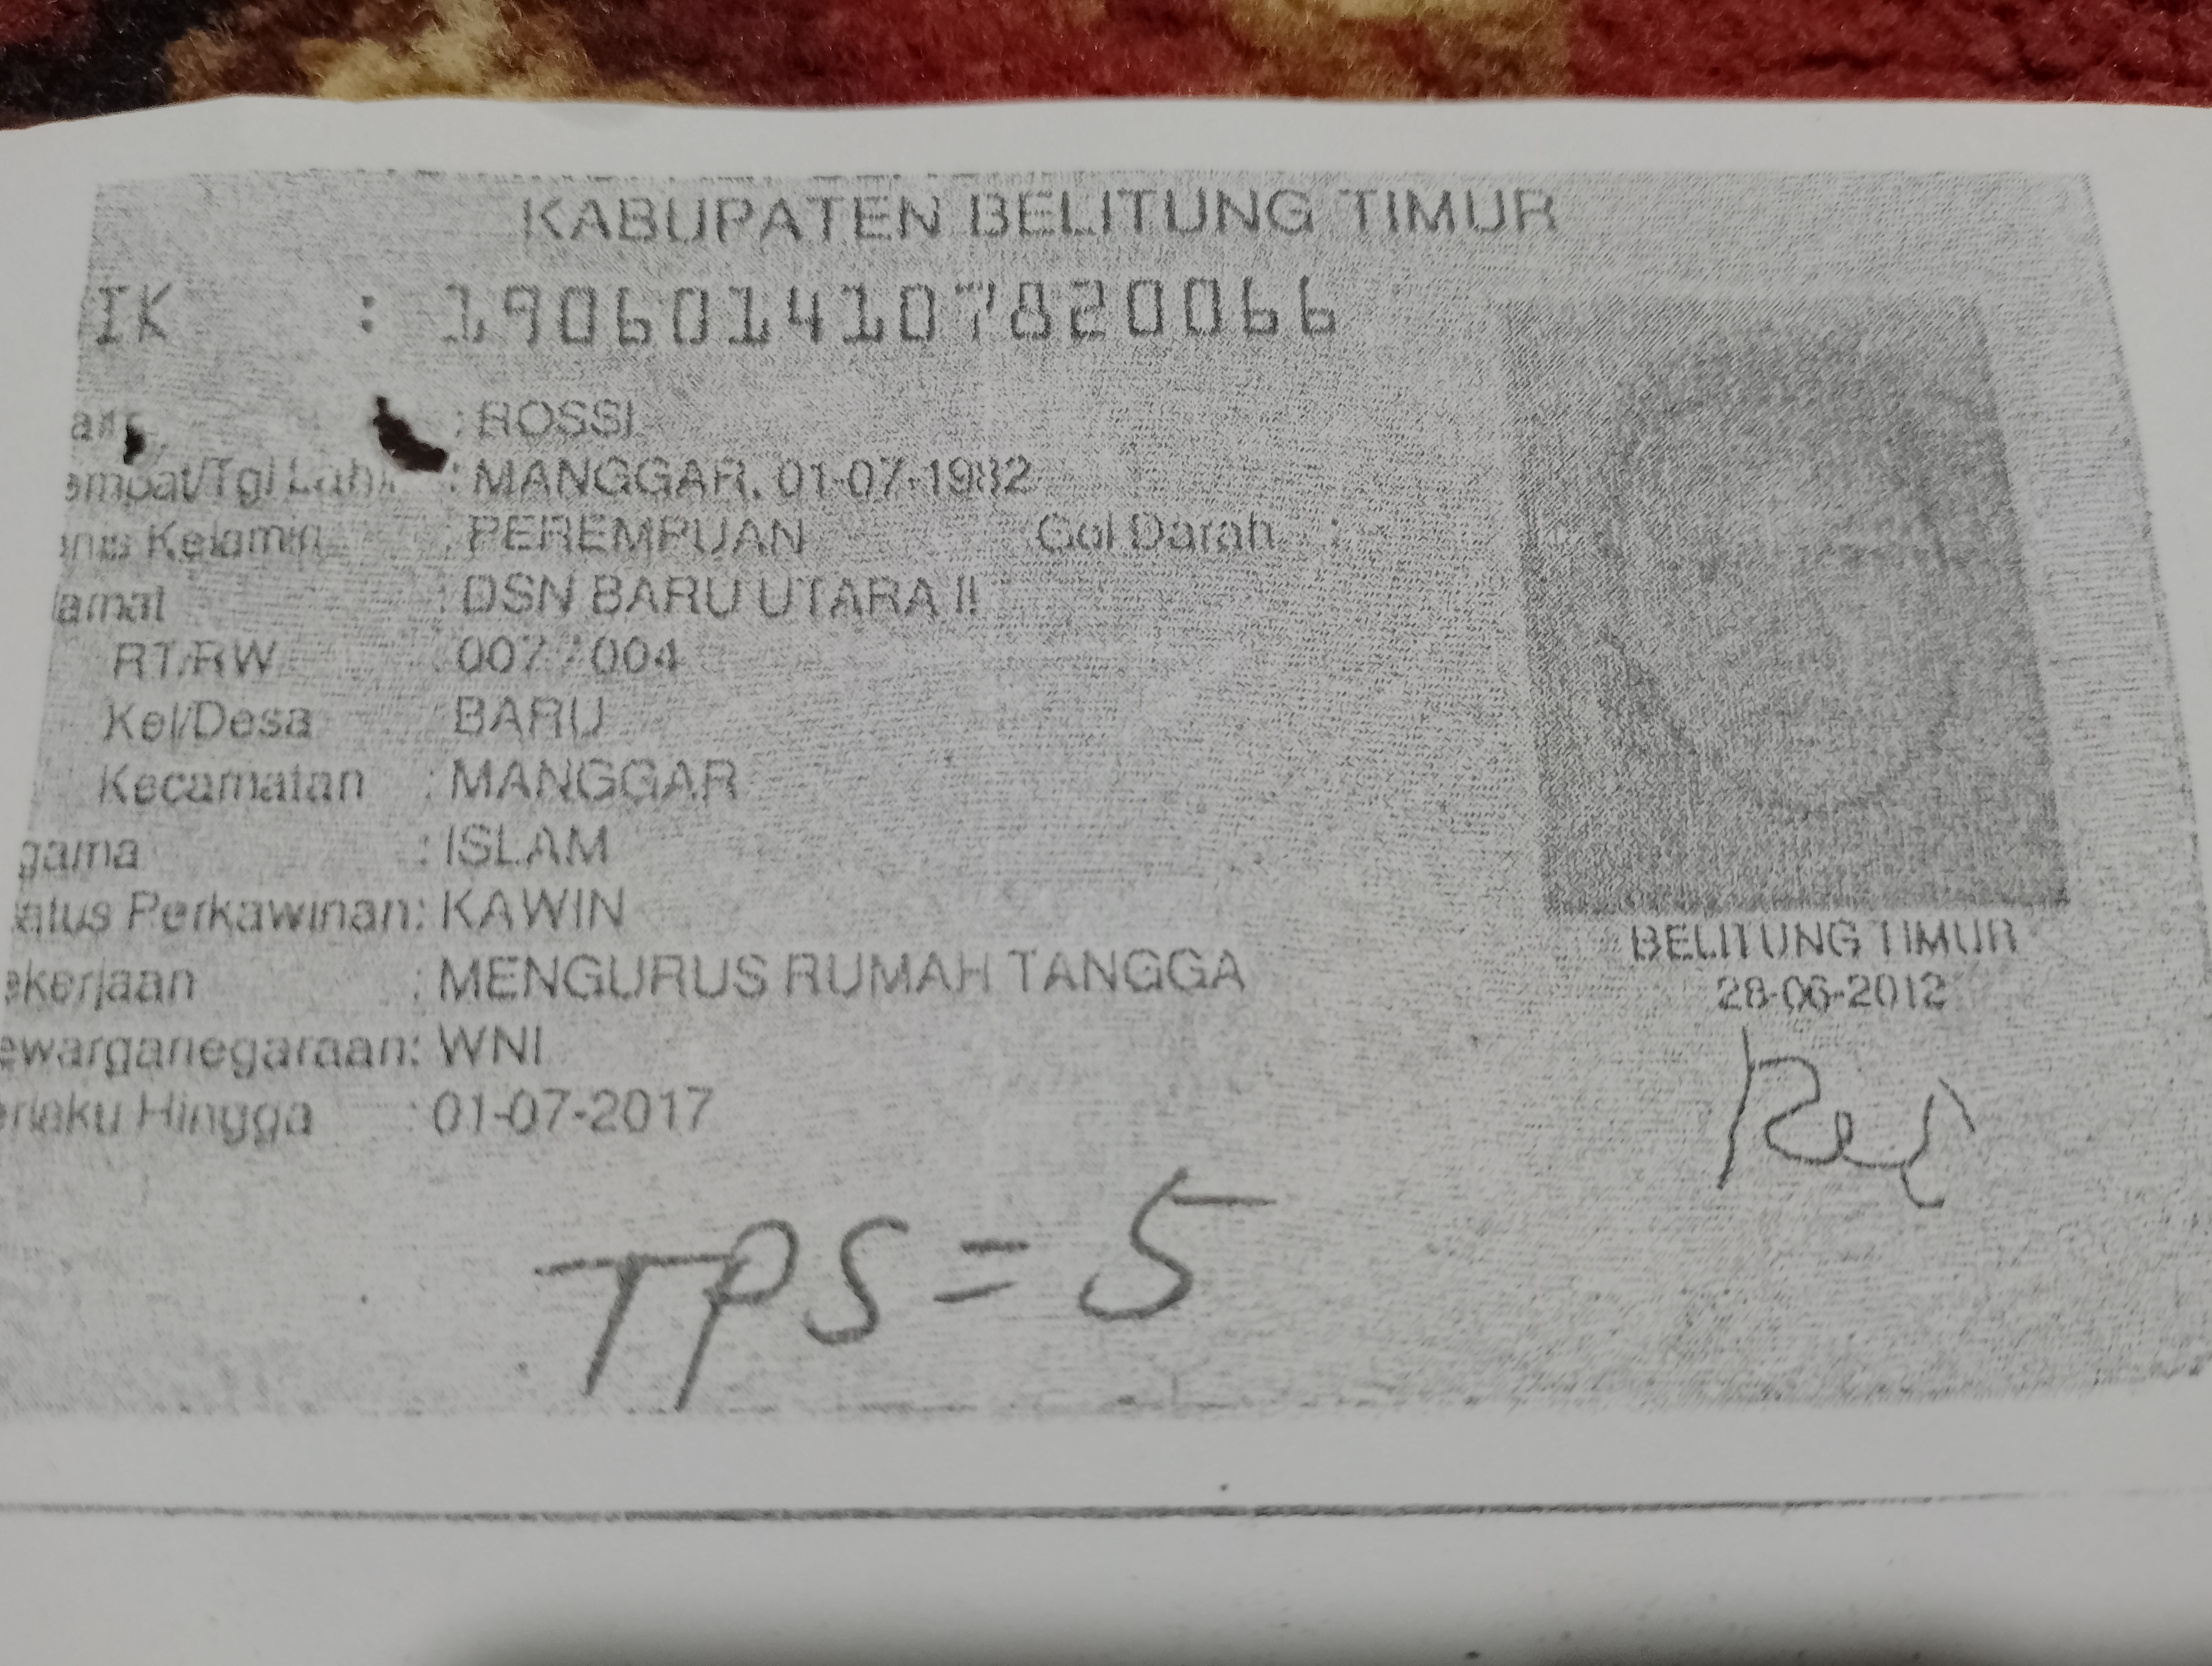 KABUPATEN BELITUNG TIMUR
IK : 1906014107820066
: ROSSI
empat/Tgl Lahir : MANGGAR, 01-07-1982
enis Kelamin : PEREMPUAN Gol Darah : -
lamat : DSN BARU UTARA II
RT/RW : 007 / 004
Kel/Desa : BARU
Kecamatan : MANGGAR
gama : ISLAM
tatus Perkawinan: KAWIN
ekerjaan : MENGURUS RUMAH TANGGA
ewarganegaraan: WNI
erlaku Hingga : 01-07-2017
BELITUNG TIMUR
28-06-2012
TPS = 5